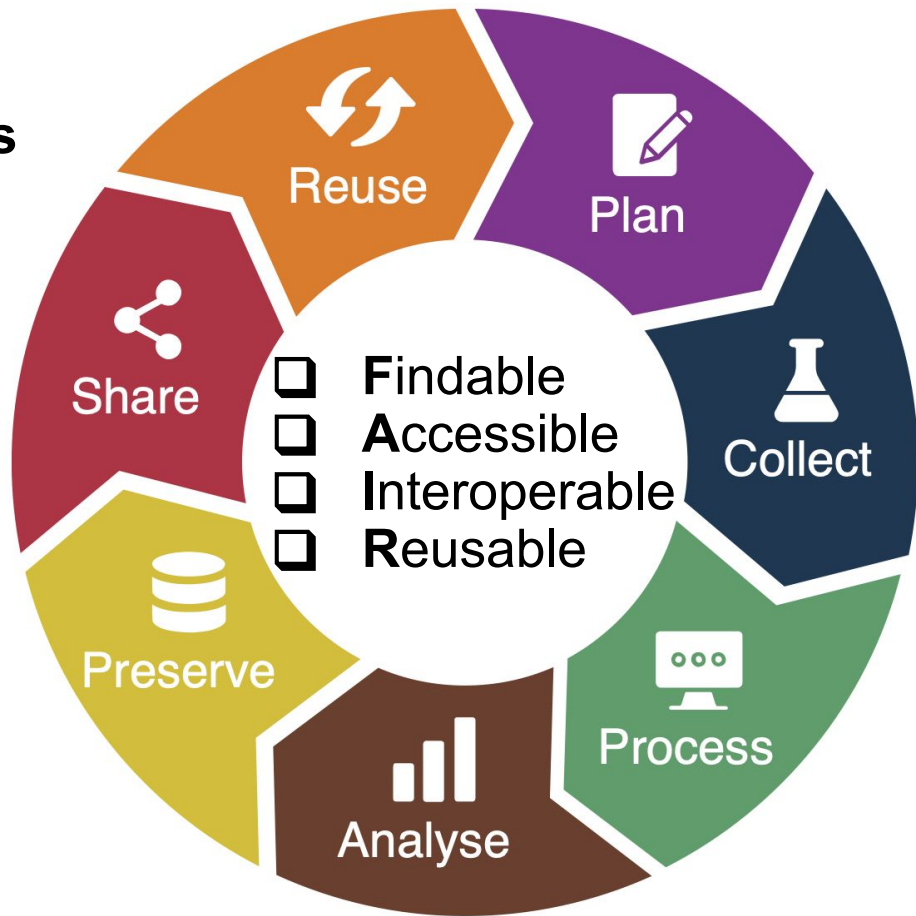 s
Reuse
Plan
Share
Collect
Findable
Accessible
Interoperable
Reusable
Preserve
Process
Analyse